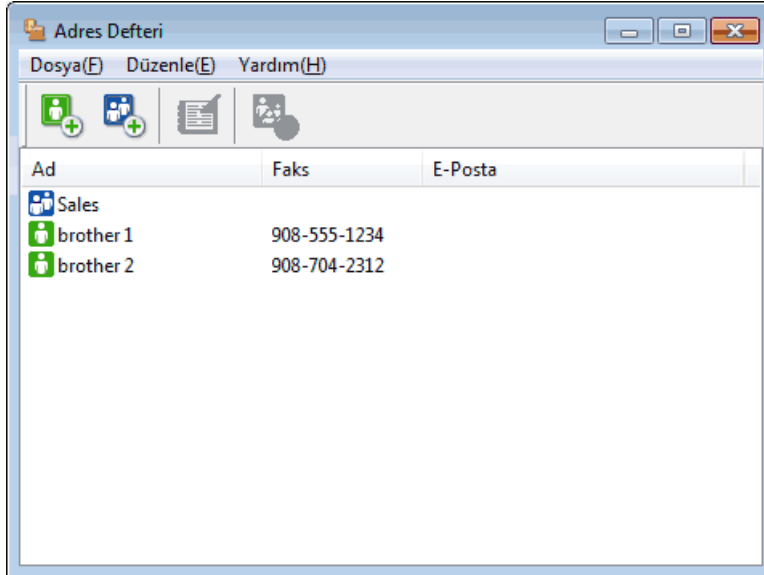 Adres Defteri
Dosya(F) Düzenle(E) Yardım(H)
Ad Faks E-Posta
Sales
brother 1 908-555-1234
brother 2 908-704-2312